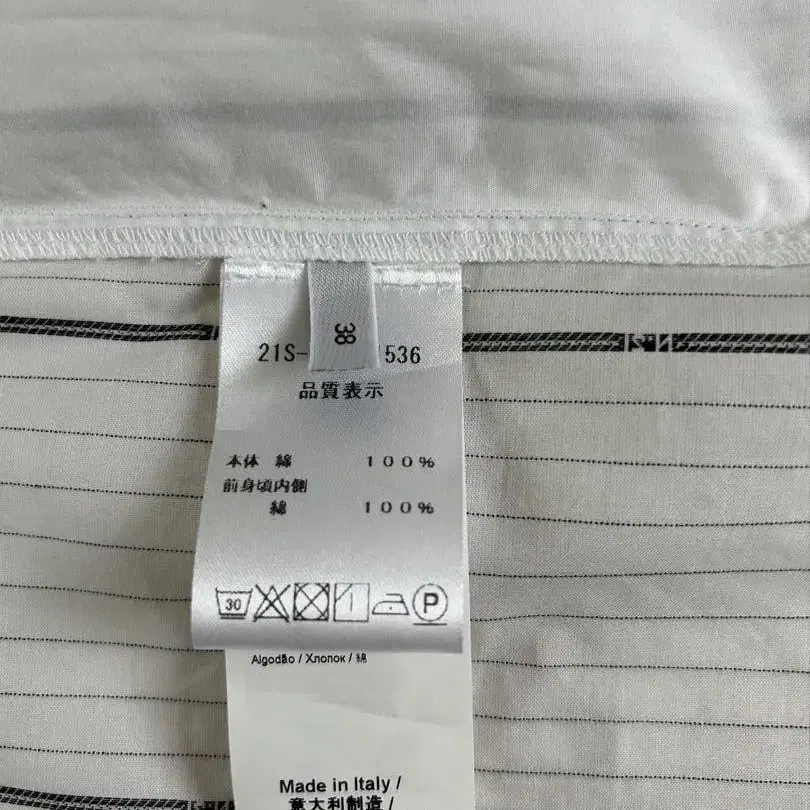 38
21S- 536
品質表示
本体 綿 100%
前身頃内側
綿 100%
30 P
Algodão / Хлопок / 綿
Made in Italy /
意大利制造 /